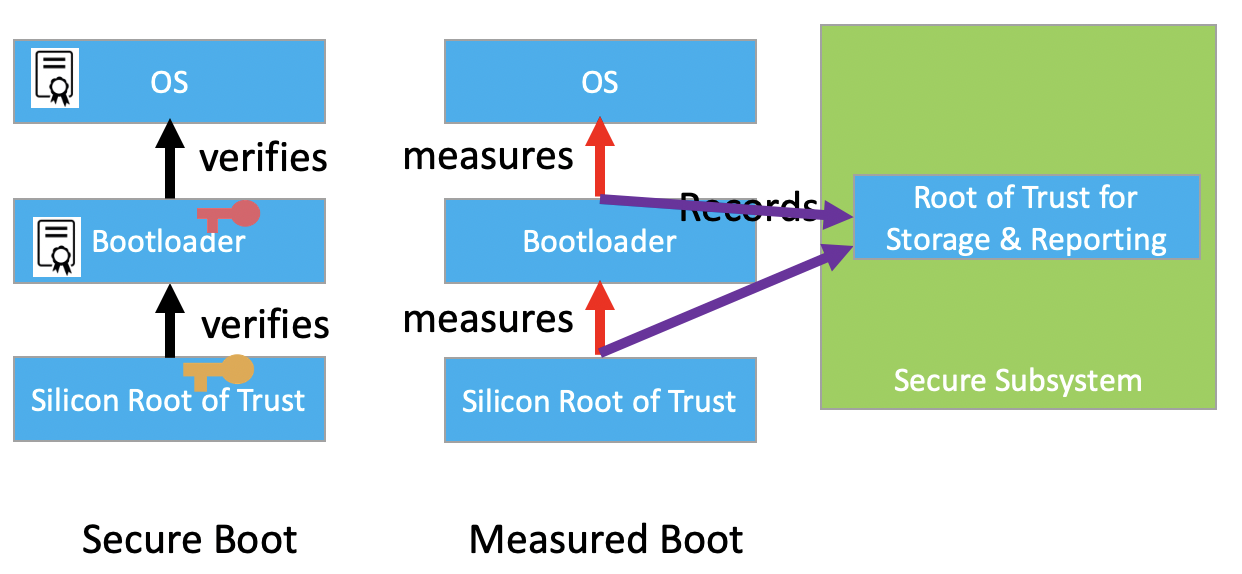 OS
verifies
Bootloader
verifies
Silicon Root of Trust
Secure Boot
OS
measures
Records
Bootloader
measures
Silicon Root of Trust
Measured Boot
Root of Trust for
Storage & Reporting
Secure Subsystem